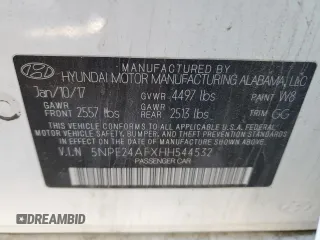 MANUFACTURED BY
HYUNDAI MOTOR MANUFACTURING ALABAMA, LLC
Jan/10/17 GVWR 4497 lbs PAINT W8
GAWR FRONT 2557 lbs GAWR REAR 2513 lbs TRIM GG
THIS VEHICLE CONFORMS TO ALL APPLICABLE
FEDERAL MOTOR VEHICLE SAFETY, BUMPER,
AND THEFT PREVENTION STANDARDS IN EFFECT ON
THE DATE OF MANUFACTURE SHOWN ABOVE.
V.I.N 5NPE24AFXHH544537
PASSENGER CAR